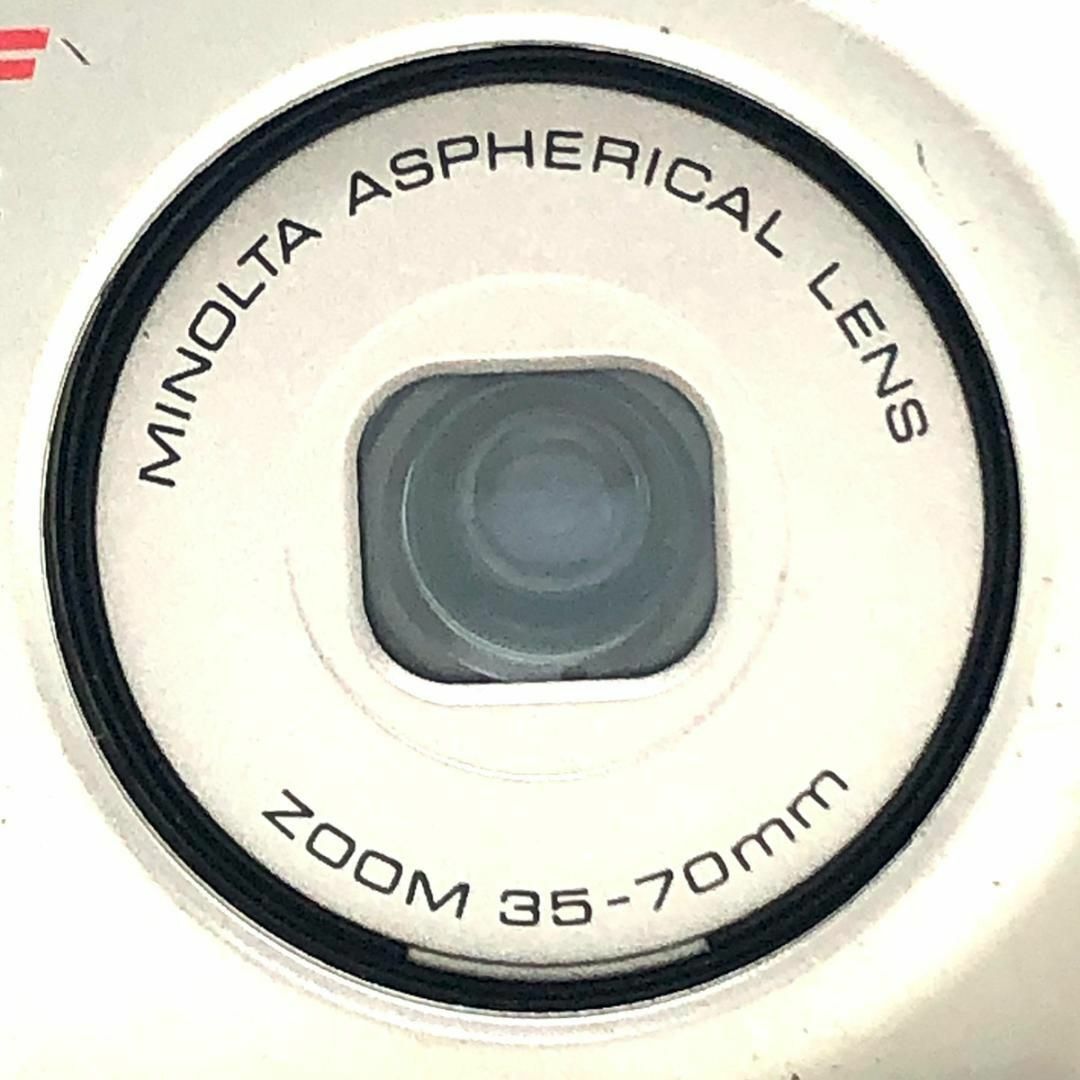 MINOLTA ASPHERICAL LENS
ZOOM 35-70mm